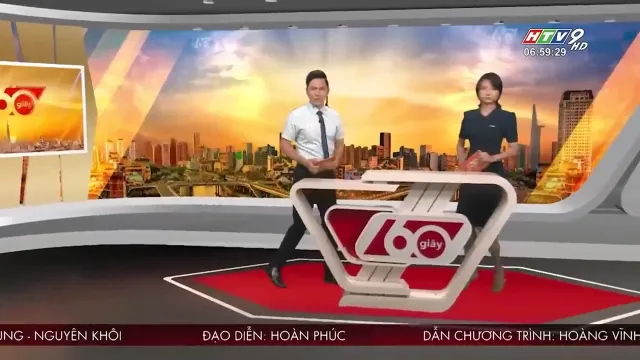 HTV9
HD
06:59:29
60
giây
60
giây
UNG - NGUYÊN KHÔI ĐẠO DIỄN: HOÀN PHÚC DẪN CHƯƠNG TRÌNH: HOÀNG VĨNH